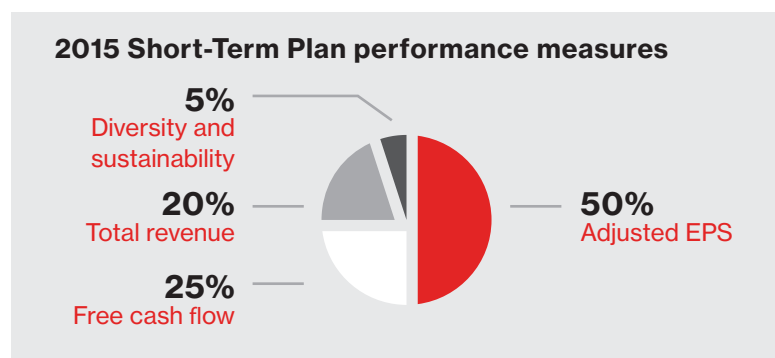 2015 Short-Term Plan performance measures
5%
Diversity and
sustainability
20%
Total revenue
25%
Free cash flow
50%
Adjusted EPS